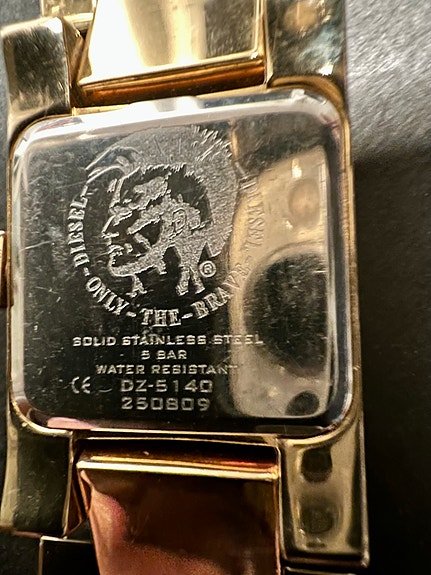 DIESEL-ONLY-THE-BRAVE-
®
SOLID STAINLESS STEEL
5 BAR
WATER RESISTANT
CE DZ-5140
250809